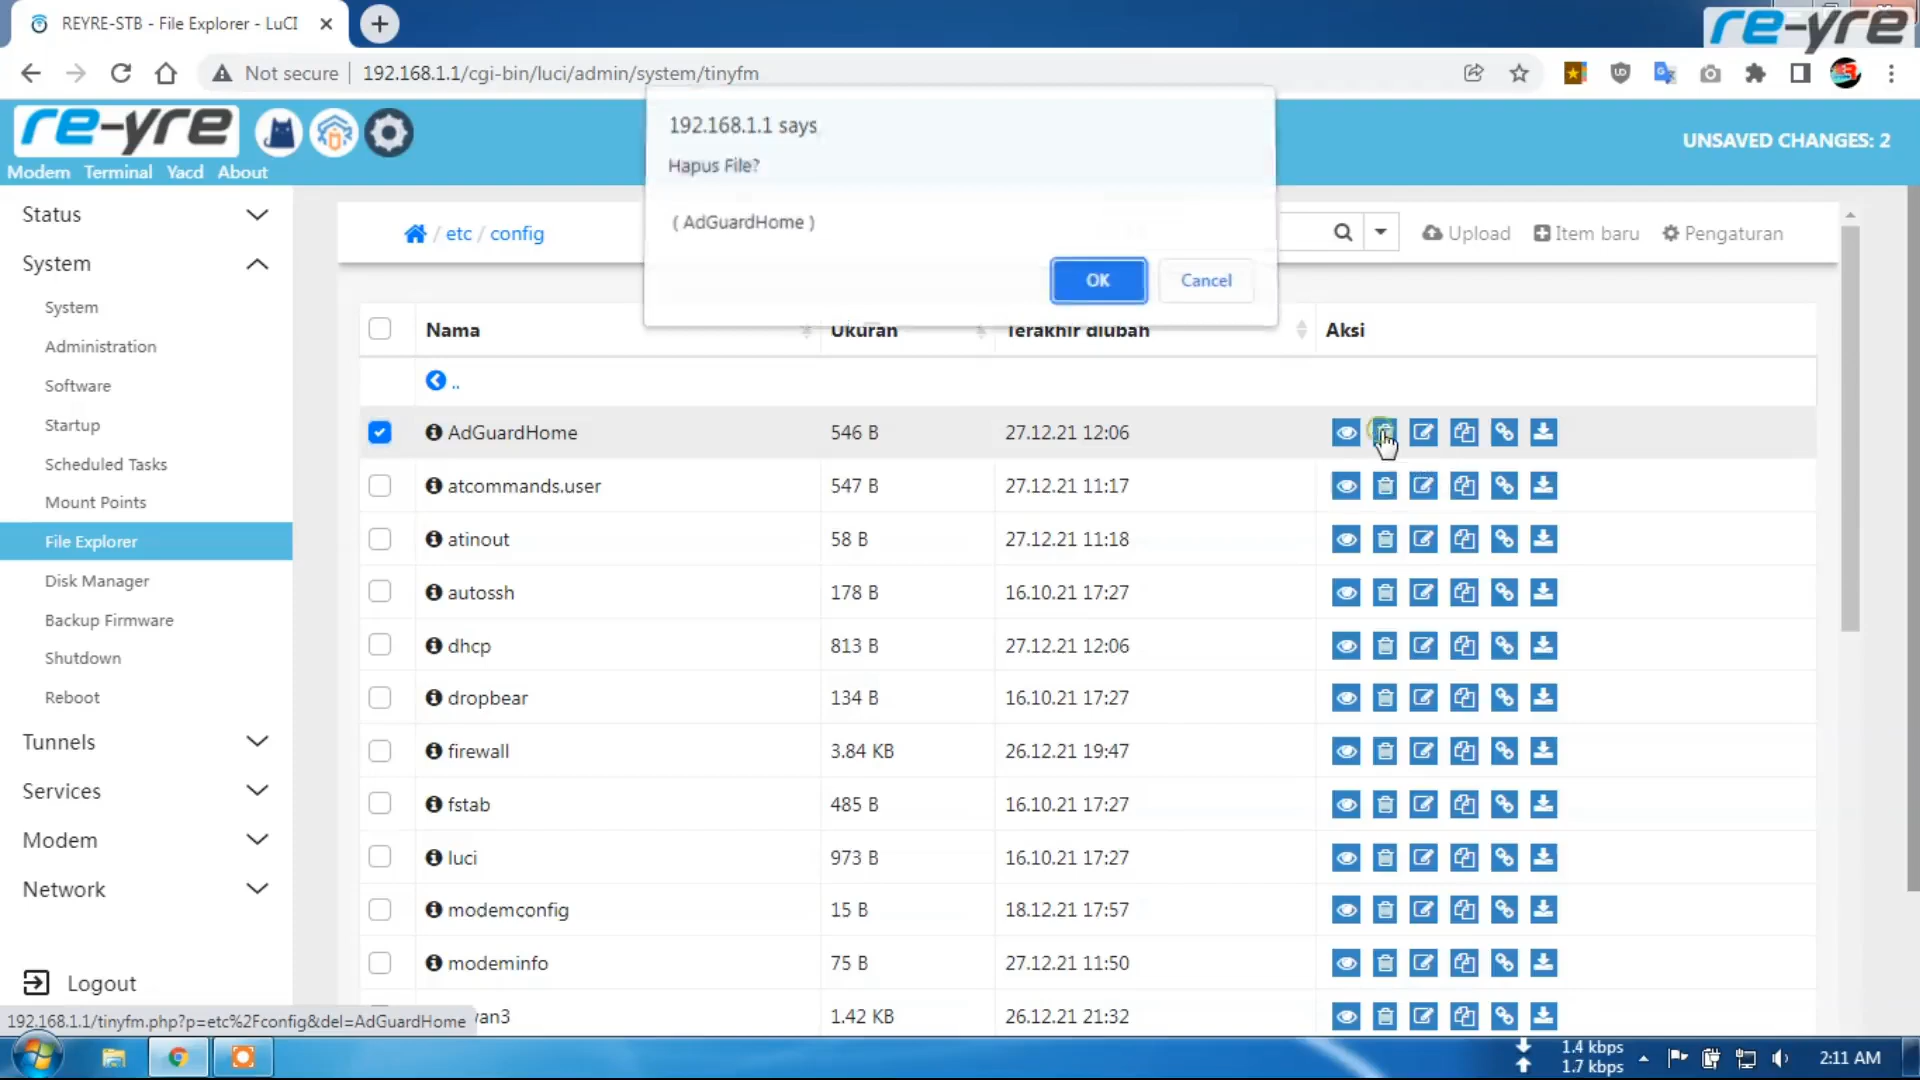 REYRE-STB - File Explorer - LuCI
re-yre
Not secure
192.168.1.1/cgi-bin/luci/admin/system/tinyfm
re-yre
Modem Terminal Yacd About
UNSAVED CHANGES: 2
192.168.1.1 says
Hapus File?
( AdGuardHome )
OK
Cancel
Status
System
System
Administration
Software
Startup
Scheduled Tasks
Mount Points
File Explorer
Disk Manager
Backup Firmware
Shutdown
Reboot
Tunnels
Services
Modem
Network
Logout
/ etc / config
Upload
Item baru
Pengaturan
Nama Ukuran Terakhir diubah Aksi
..
AdGuardHome 546 B 27.12.21 12:06
atcommands.user 547 B 27.12.21 11:17
atinout 58 B 27.12.21 11:18
autossh 178 B 16.10.21 17:27
dhcp 813 B 27.12.21 12:06
dropbear 134 B 16.10.21 17:27
firewall 3.84 KB 26.12.21 19:47
fstab 485 B 16.10.21 17:27
luci 973 B 16.10.21 17:27
modemconfig 15 B 18.12.21 17:57
modeminfo 75 B 27.12.21 11:50
1.42 KB 26.12.21 21:32
192.168.1.1/tinyfm.php?p=etc%2Fconfig&del=AdGuardHome
1.4 kbps
1.7 kbps
2:11 AM